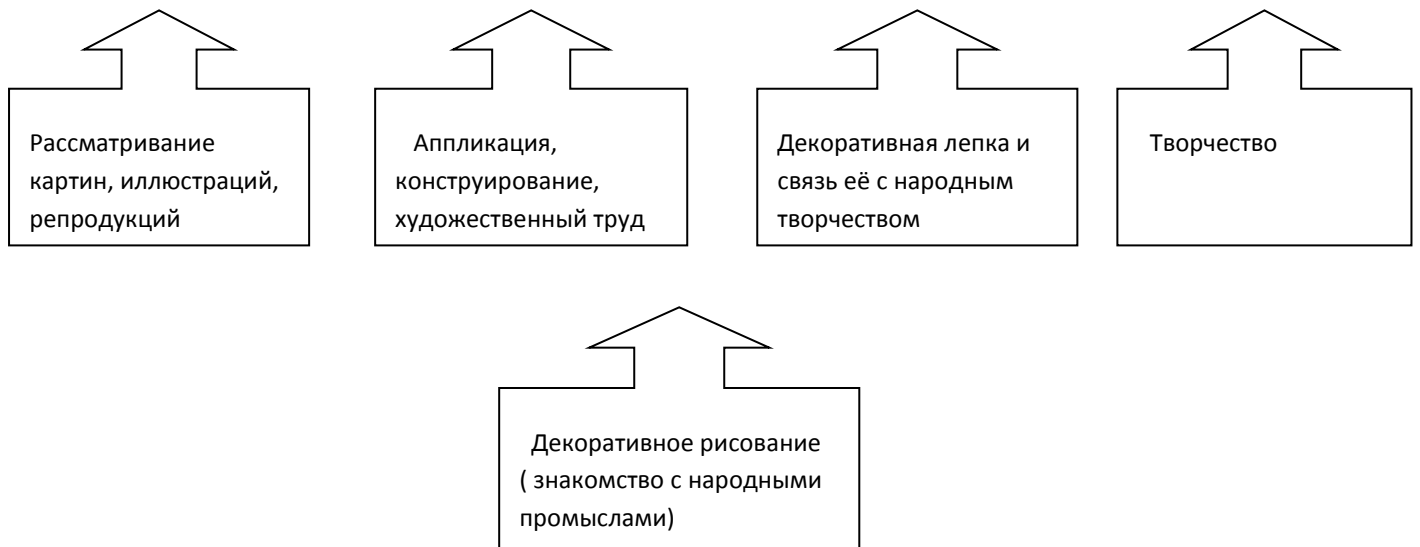 Рассматривание
картин, иллюстраций,
репродукций
Аппликация,
конструирование,
художественный труд
Декоративная лепка и
связь её с народным
творчеством
Творчество
Декоративное рисование
( знакомство с народными
промыслами)